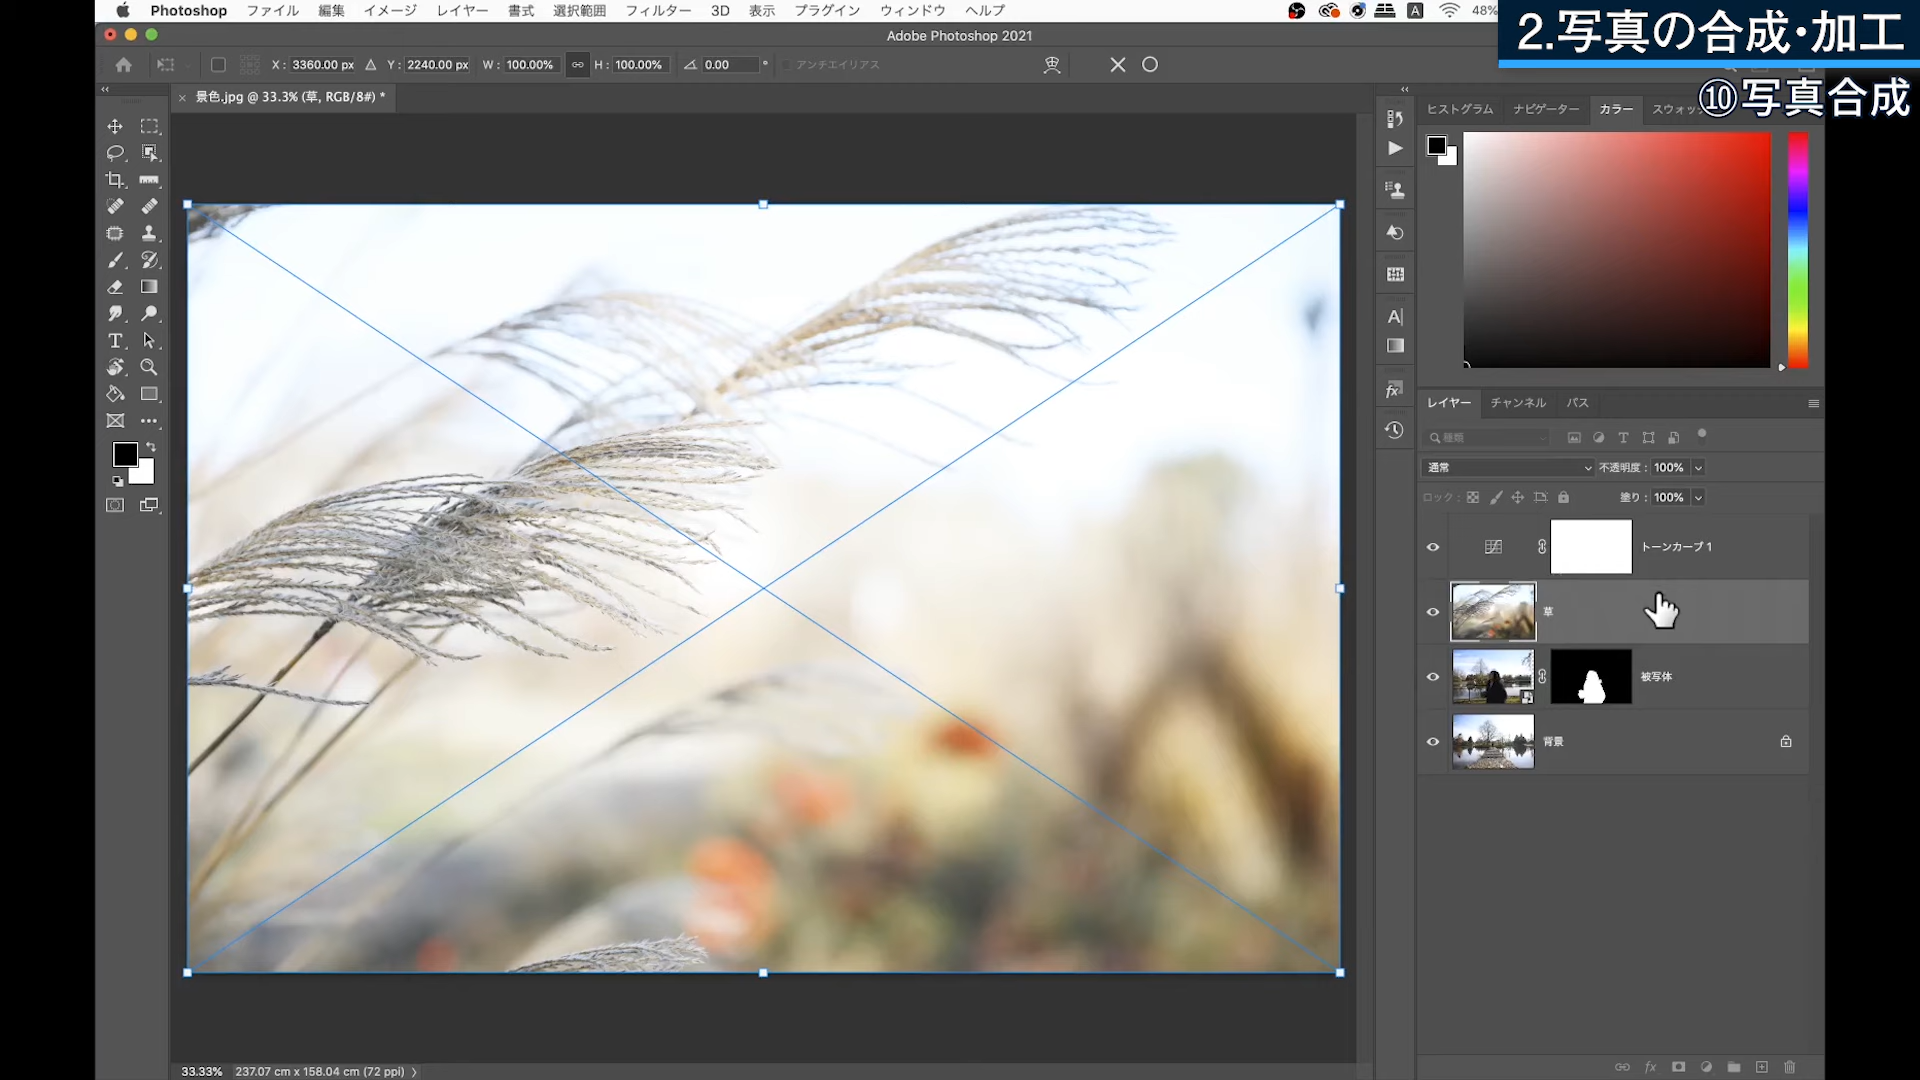 Photoshop ファイル 編集 イメージ レイヤー 書式 選択範囲 フィルター 3D 表示 プラグイン ウィンドウ ヘルプ
A
48%
2.写真の合成・加工
⑩写真合成
Adobe Photoshop 2021
X : 3360.00 px
Y : 2240.00 px
W : 100.00%
H : 100.00%
0.00 °
アンチエイリアス
景色.jpg @ 33.3% (草, RGB/8#) *
ヒストグラム ナビゲーター カラー スウォッ
レイヤー チャンネル パス
種類
通常 不透明度 : 100%
ロック : 塗り : 100%
トーンカーブ 1
草
被写体
背景
33.33% 237.07 cm x 158.04 cm (72 ppi)